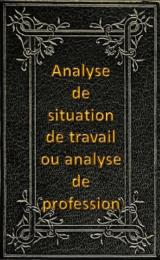 Analyse
de
situation
de travail
ou analyse
de
profession